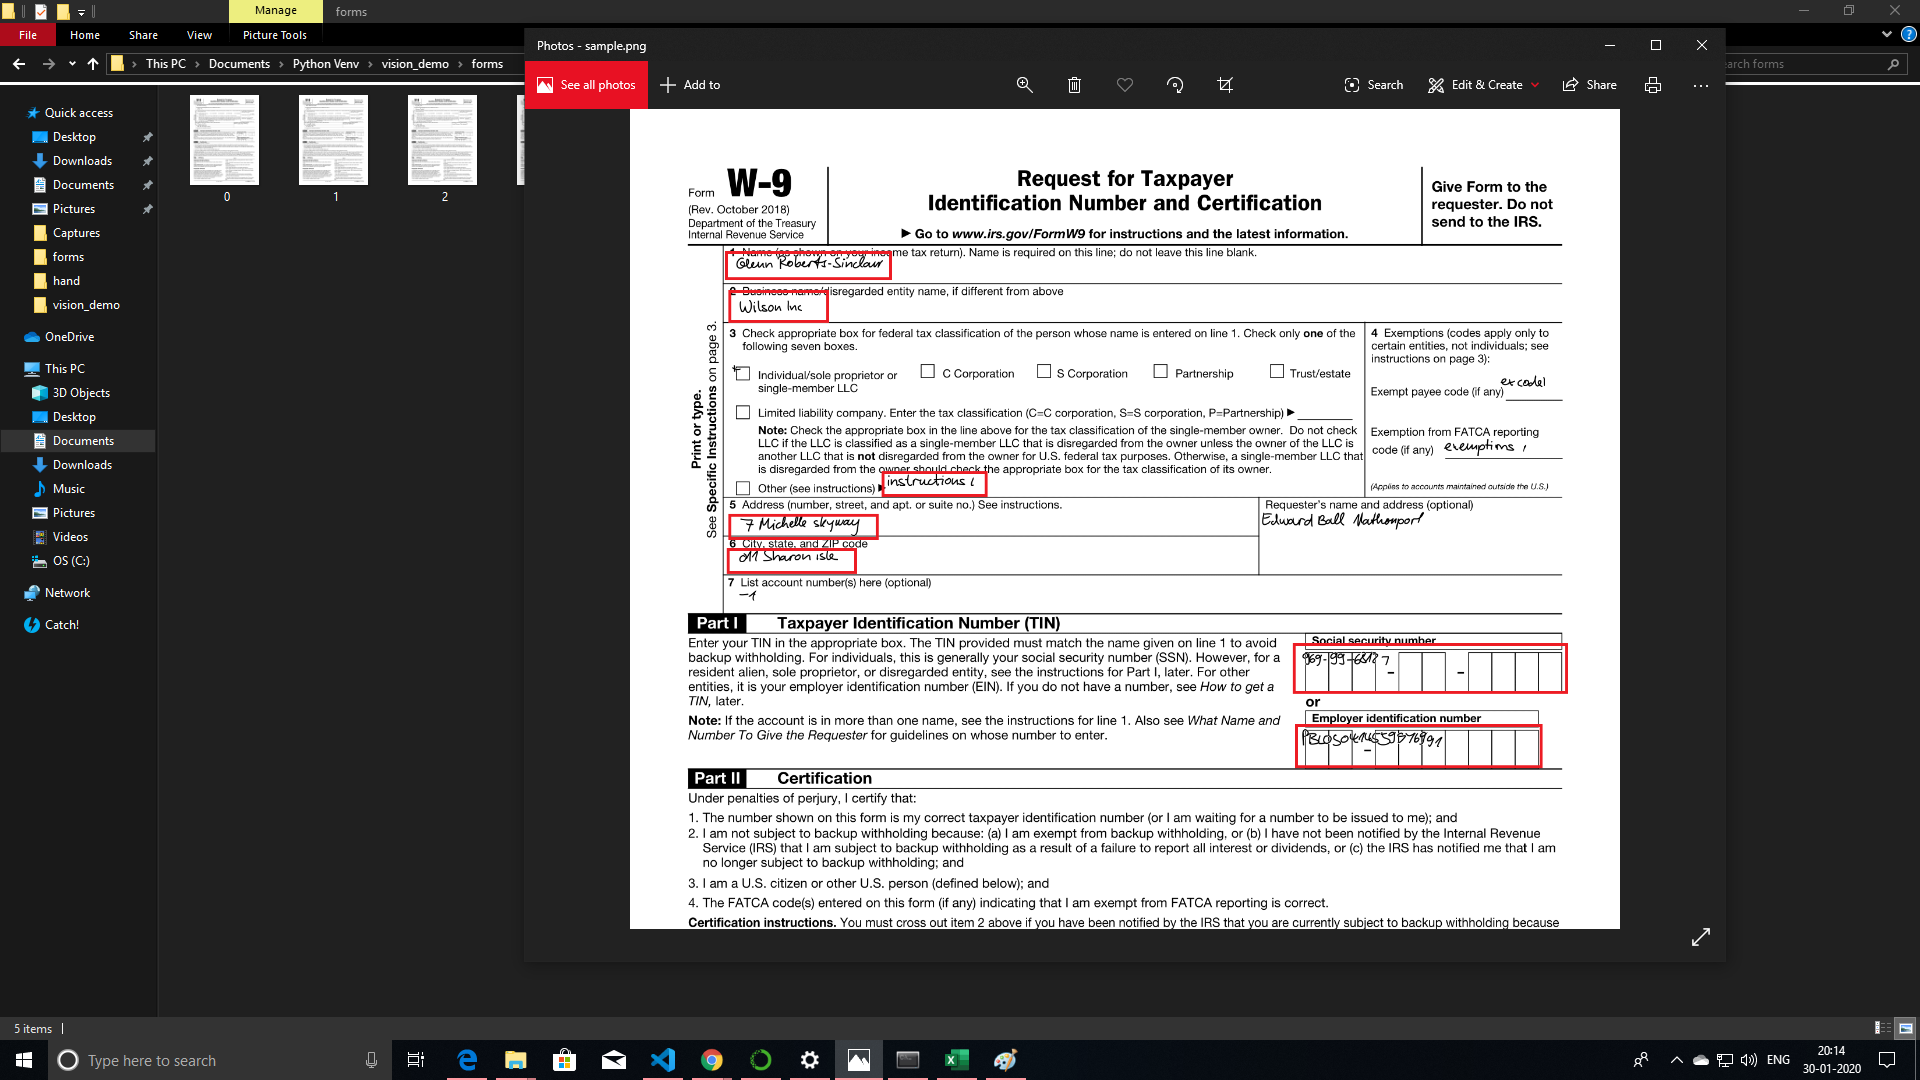 Manage
forms
File
Home
Share
View
Picture Tools
This PC
Documents
Python Venv
vision_demo
forms
arch forms
Quick access
Desktop
Downloads
Documents
Pictures
Captures
forms
hand
vision_demo
OneDrive
This PC
3D Objects
Desktop
Documents
Downloads
Music
Pictures
Videos
OS (C:)
Network
Catch!
0
1
2
Photos - sample.png
See all photos
Add to
Search
Edit & Create
Share
Form W-9
(Rev. October 2018)
Department of the Treasury
Internal Revenue Service
Request for Taxpayer
Identification Number and Certification
► Go to www.irs.gov/FormW9 for instructions and the latest information.
Give Form to the
requester. Do not
send to the IRS.
Print or type.
See Specific Instructions on page 3.
1 Name (as shown on your income tax return). Name is required on this line; do not leave this line blank.
Glenn Roberts-Sinclair
2 Business name/disregarded entity name, if different from above
Wilson Inc
3 Check appropriate box for federal tax classification of the person whose name is entered on line 1. Check only one of the
following seven boxes.
Individual/sole proprietor or
single-member LLC
C Corporation
S Corporation
Partnership
Trust/estate
Limited liability company. Enter the tax classification (C=C corporation, S=S corporation, P=Partnership) ►
Note: Check the appropriate box in the line above for the tax classification of the single-member owner. Do not check
LLC if the LLC is classified as a single-member LLC that is disregarded from the owner unless the owner of the LLC is
another LLC that is not disregarded from the owner for U.S. federal tax purposes. Otherwise, a single-member LLC that
is disregarded from the owner should check the appropriate box for the tax classification of its owner.
Other (see instructions) ► instructions
4 Exemptions (codes apply only to
certain entities, not individuals; see
instructions on page 3):
Exempt payee code (if any) excode1
Exemption from FATCA reporting
code (if any) exemptions
(Applies to accounts maintained outside the U.S.)
5 Address (number, street, and apt. or suite no.) See instructions.
7 Michelle skyway
6 City, state, and ZIP code
Sharon isle
Requester's name and address (optional)
Edward Ball
7 List account number(s) here (optional)
-1
Part I
Taxpayer Identification Number (TIN)
Enter your TIN in the appropriate box. The TIN provided must match the name given on line 1 to avoid
backup withholding. For individuals, this is generally your social security number (SSN). However, for a
resident alien, sole proprietor, or disregarded entity, see the instructions for Part I, later. For other
entities, it is your employer identification number (EIN). If you do not have a number, see How to get a
TIN, later.
Note: If the account is in more than one name, see the instructions for line 1. Also see What Name and
Number To Give the Requester for guidelines on whose number to enter.
Social security number
or
Employer identification number
Part II
Certification
Under penalties of perjury, I certify that:
1. The number shown on this form is my correct taxpayer identification number (or I am waiting for a number to be issued to me); and
2. I am not subject to backup withholding because: (a) I am exempt from backup withholding, or (b) I have not been notified by the Internal Revenue
Service (IRS) that I am subject to backup withholding as a result of a failure to report all interest or dividends, or (c) the IRS has notified me that I am
no longer subject to backup withholding; and
3. I am a U.S. citizen or other U.S. person (defined below); and
4. The FATCA code(s) entered on this form (if any) indicating that I am exempt from FATCA reporting is correct.
Certification instructions. You must cross out item 2 above if you have been notified by the IRS that you are currently subject to backup withholding because
5 items
Type here to search
ENG
20:14
30-01-2020